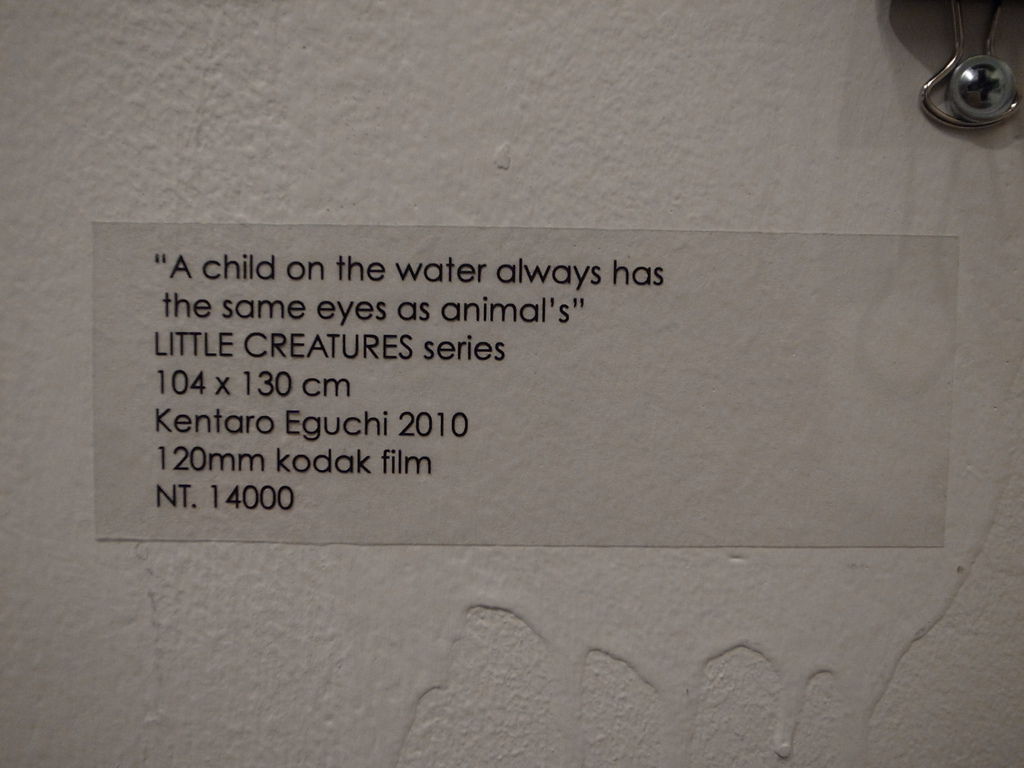 “A child on the water always has
the same eyes as animal’s”
LITTLE CREATURES series
104 x 130 cm
Kentaro Eguchi 2010
120mm kodak film
NT. 14000